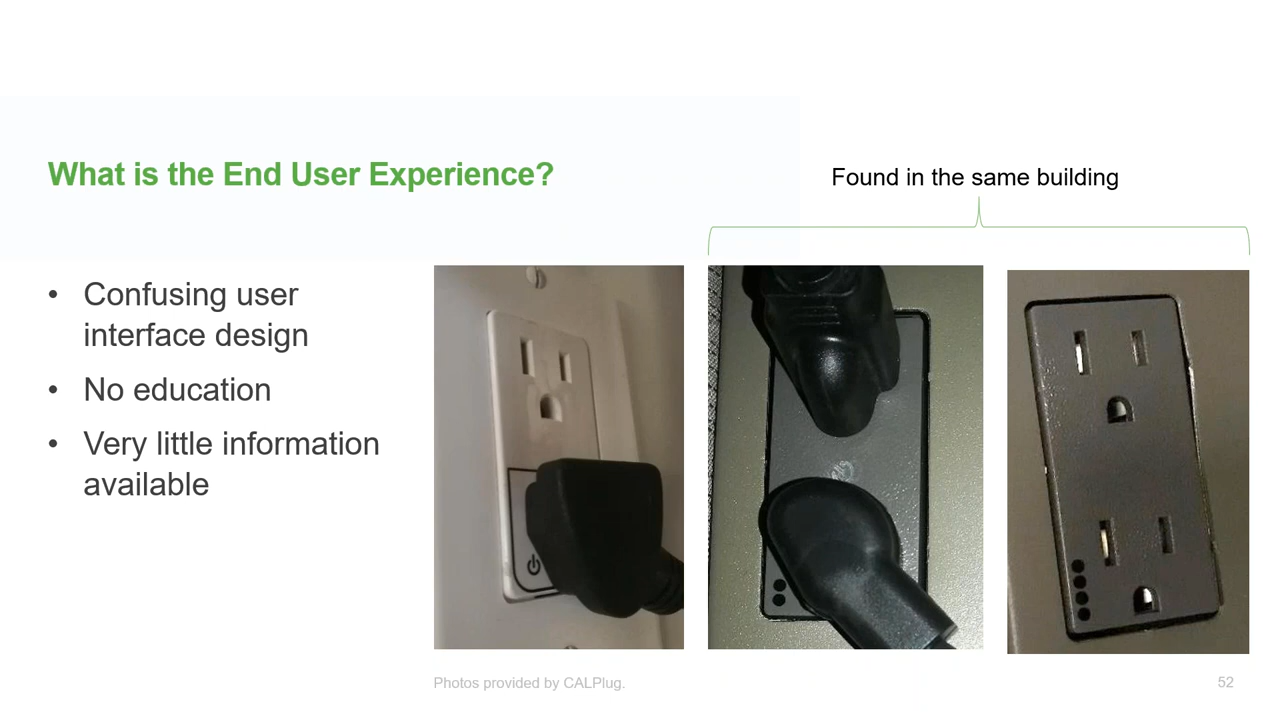 What is the End User Experience?
Found in the same building
• Confusing user
interface design
• No education
• Very little information
available
Photos provided by CALPlug.
52